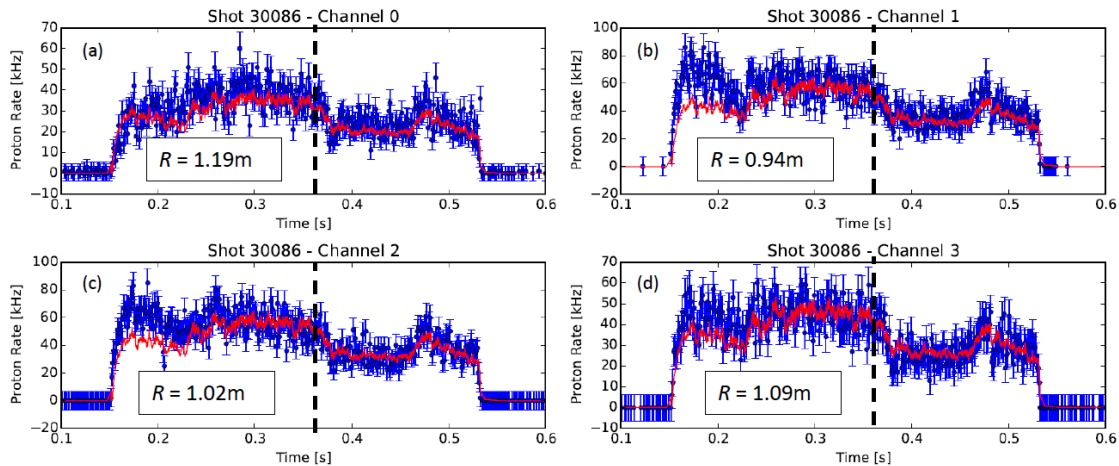 Shot 30086 - Channel 0
(a)
R = 1.19m
Proton Rate [kHz]
70
60
50
40
30
20
10
0
−10
0.1 0.2 0.3 0.4 0.5 0.6
Time [s]
Shot 30086 - Channel 1
(b)
R = 0.94m
Proton Rate [kHz]
100
80
60
40
20
0
−20
0.1 0.2 0.3 0.4 0.5 0.6
Time [s]
Shot 30086 - Channel 2
(c)
R = 1.02m
Proton Rate [kHz]
100
80
60
40
20
0
−20
0.1 0.2 0.3 0.4 0.5 0.6
Time [s]
Shot 30086 - Channel 3
(d)
R = 1.09m
Proton Rate [kHz]
70
60
50
40
30
20
10
0
−10
0.1 0.2 0.3 0.4 0.5 0.6
Time [s]